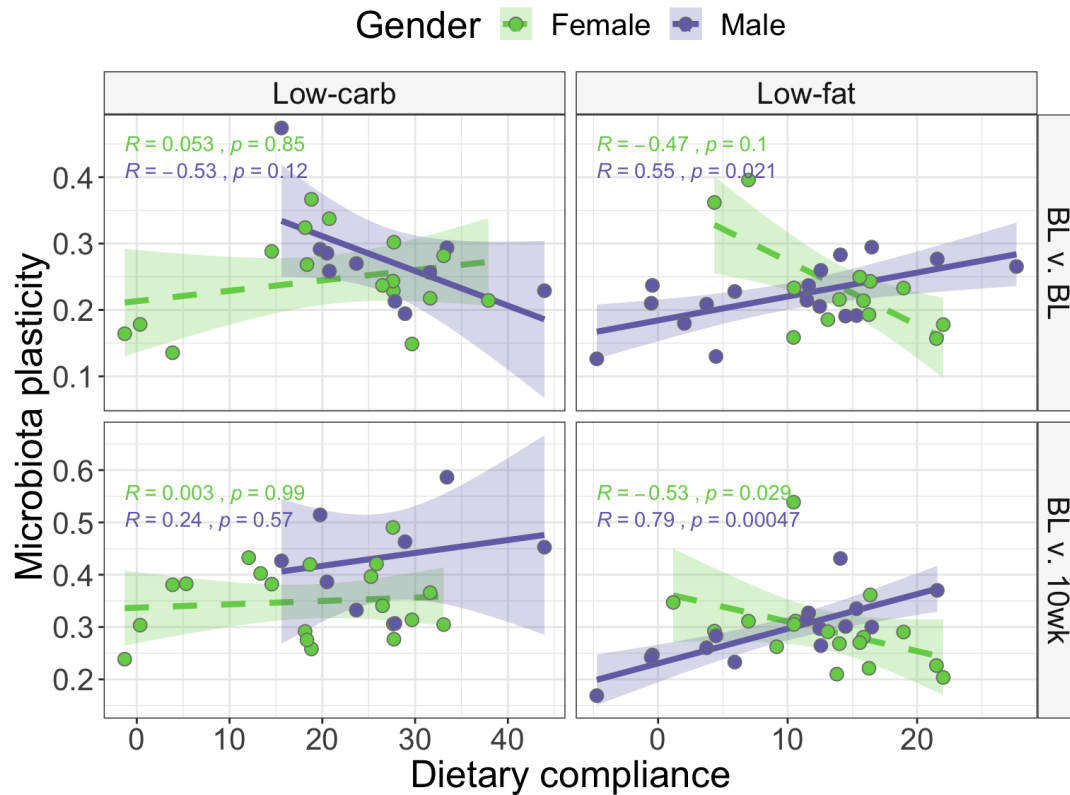 Gender Female Male
Low-carb
Low-fat
R = 0.053 , p = 0.85
R = −0.53 , p = 0.12
R = −0.47 , p = 0.1
R = 0.55 , p = 0.021
BL v. BL
0.4
0.3
0.2
0.1
R = 0.003 , p = 0.99
R = 0.24 , p = 0.57
R = −0.53 , p = 0.029
R = 0.79 , p = 0.00047
BL v. 10wk
0.6
0.5
0.4
0.3
0.2
Microbiota plasticity
0 10 20 30 40
0 10 20
Dietary compliance